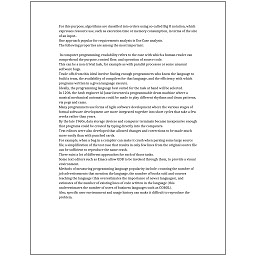 For this purpose, algorithms are classified into orders using so-called Big O notation, which
expresses resource use, such as execution time or memory consumption, in terms of the size
of an input.
One approach popular for requirements analysis is Use Case analysis.
The following properties are among the most important:

In computer programming, readability refers to the ease with which a human reader can
comprehend the purpose, control flow, and operation of source code.
This can be a non-trivial task, for example as with parallel processes or some unusual
software bugs.
Trade-offs from this ideal involve finding enough programmers who know the language to
build a team, the availability of compilers for that language, and the efficiency with which
programs written in a given language execute.
Ideally, the programming language best suited for the task at hand will be selected.
In 1206, the Arab engineer Al-Jazari invented a programmable drum machine where a
musical mechanical automaton could be made to play different rhythms and drum patterns,
via pegs and cams.
Many programmers use forms of Agile software development where the various stages of
formal software development are more integrated together into short cycles that take a few
weeks rather than years.
By the late 1960s, data storage devices and computer terminals became inexpensive enough
that programs could be created by typing directly into the computers.
Text editors were also developed that allowed changes and corrections to be made much
more easily than with punched cards.
For example, when a bug in a compiler can make it crash when parsing some large source
file, a simplification of the test case that results in only few lines from the original source file
can be sufficient to reproduce the same crash.
There exist a lot of different approaches for each of those tasks.
Some text editors such as Emacs allow GDB to be invoked through them, to provide a visual
environment.
Methods of measuring programming language popularity include: counting the number of
job advertisements that mention the language, the number of books sold and courses
teaching the language (this overestimates the importance of newer languages), and
estimates of the number of existing lines of code written in the language (this
underestimates the number of users of business languages such as COBOL).
Also, specific user environment and usage history can make it difficult to reproduce the
problem.